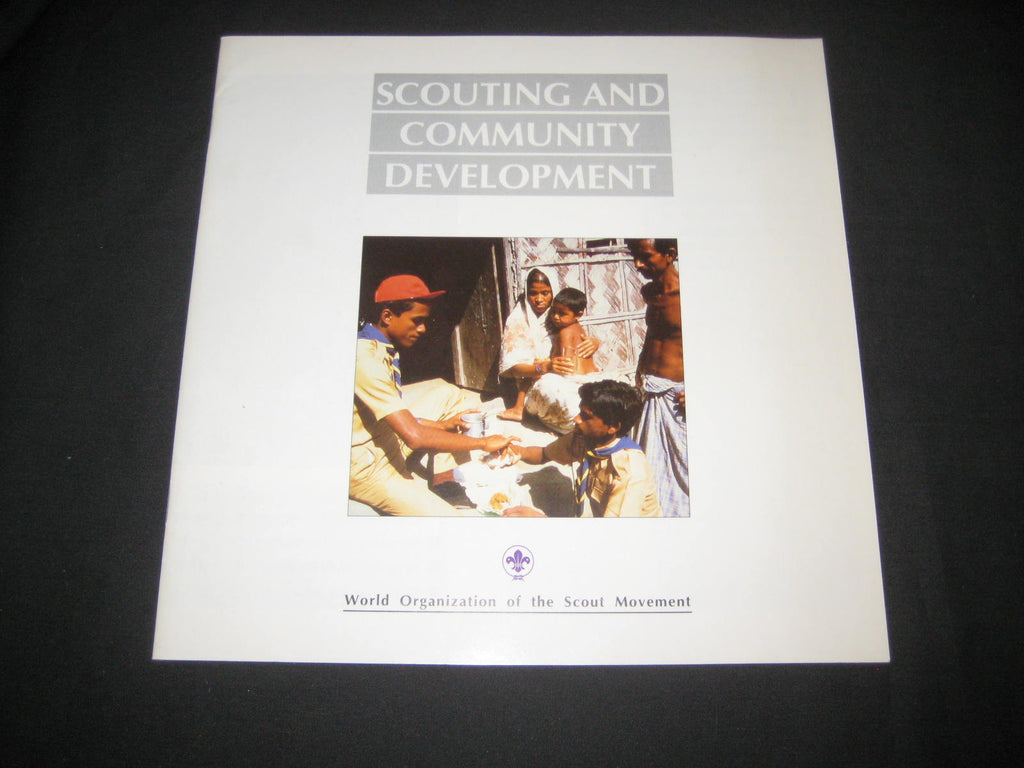 SCOUTING AND
COMMUNITY
DEVELOPMENT
World Organization of the Scout Movement